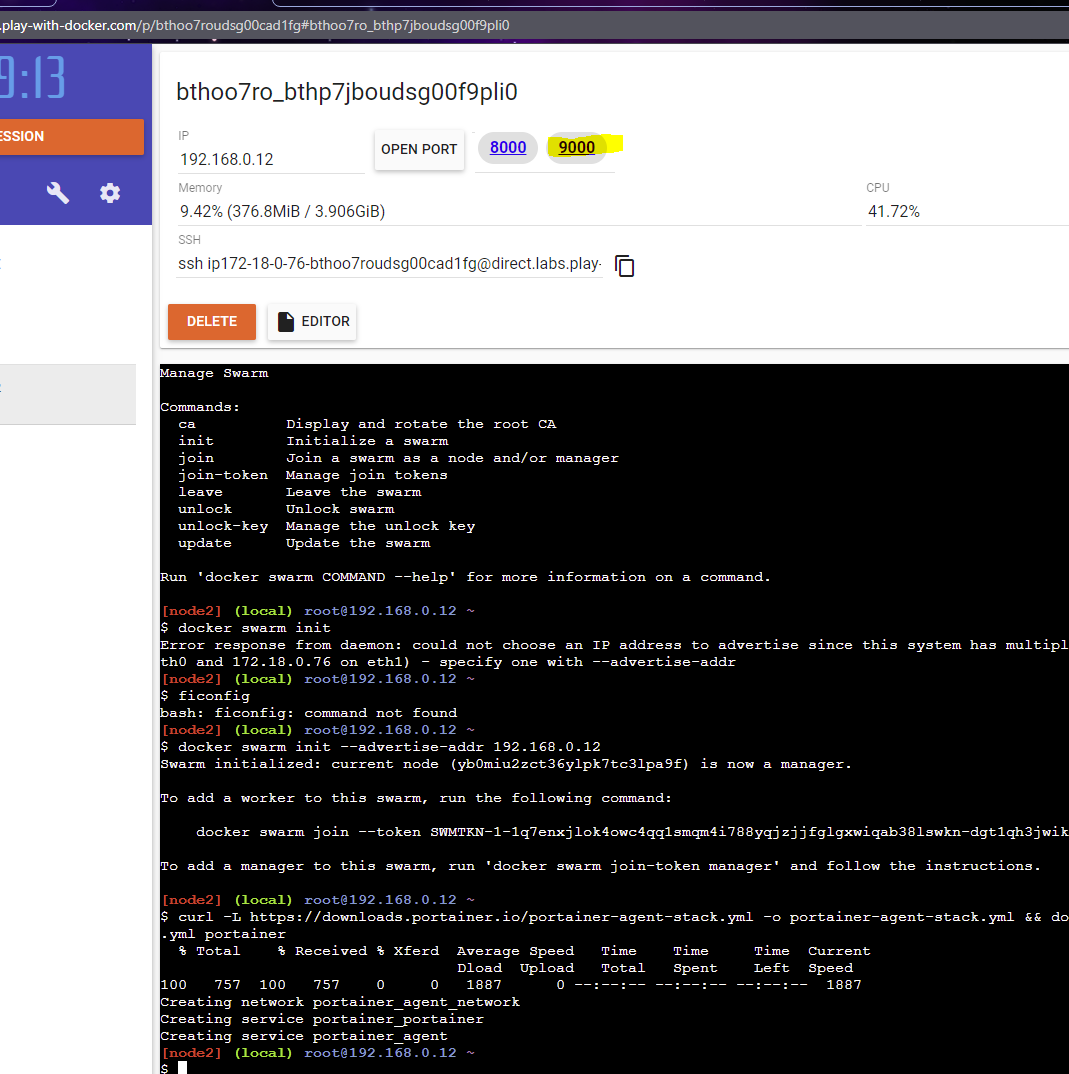 .play-with-docker.com/p/bthoo7roudsg00cad1fg#bthoo7ro_bthp7jboudsg00f9pli0
9:13
ESSION
bthoo7ro_bthp7jboudsg00f9pli0
IP
192.168.0.12
OPEN PORT
8000
9000
Memory
9.42% (376.8MiB / 3.906GiB)
CPU
41.72%
SSH
ssh ip172-18-0-76-bthoo7roudsg00cad1fg@direct.labs.play-
DELETE
EDITOR
Manage Swarm
Commands:
ca Display and rotate the root CA
init Initialize a swarm
join Join a swarm as a node and/or manager
join-token Manage join tokens
leave Leave the swarm
unlock Unlock swarm
unlock-key Manage the unlock key
update Update the swarm
Run 'docker swarm COMMAND --help' for more information on a command.
[node2] (local) root@192.168.0.12 ~
$ docker swarm init
Error response from daemon: could not choose an IP address to advertise since this system has multipl
th0 and 172.18.0.76 on eth1) - specify one with --advertise-addr
[node2] (local) root@192.168.0.12 ~
$ ficonfig
bash: ficonfig: command not found
[node2] (local) root@192.168.0.12 ~
$ docker swarm init --advertise-addr 192.168.0.12
Swarm initialized: current node (yb0miu2zct36ylpk7tc3lpa9f) is now a manager.
To add a worker to this swarm, run the following command:
docker swarm join --token SWMTKN-1-1q7enxjlok4owc4qq1smqm4i788yqjzjjfglgxwiqab38lswkn-dgt1qh3jwik
To add a manager to this swarm, run 'docker swarm join-token manager' and follow the instructions.
[node2] (local) root@192.168.0.12 ~
$ curl -L https://downloads.portainer.io/portainer-agent-stack.yml -o portainer-agent-stack.yml && do
.yml portainer
% Total % Received % Xferd Average Speed Time Time Time Current
Dload Upload Total Spent Left Speed
100 757 100 757 0 0 1887 0 --:--:-- --:--:-- --:--:-- 1887
Creating network portainer_agent_network
Creating service portainer_portainer
Creating service portainer_agent
[node2] (local) root@192.168.0.12 ~
$